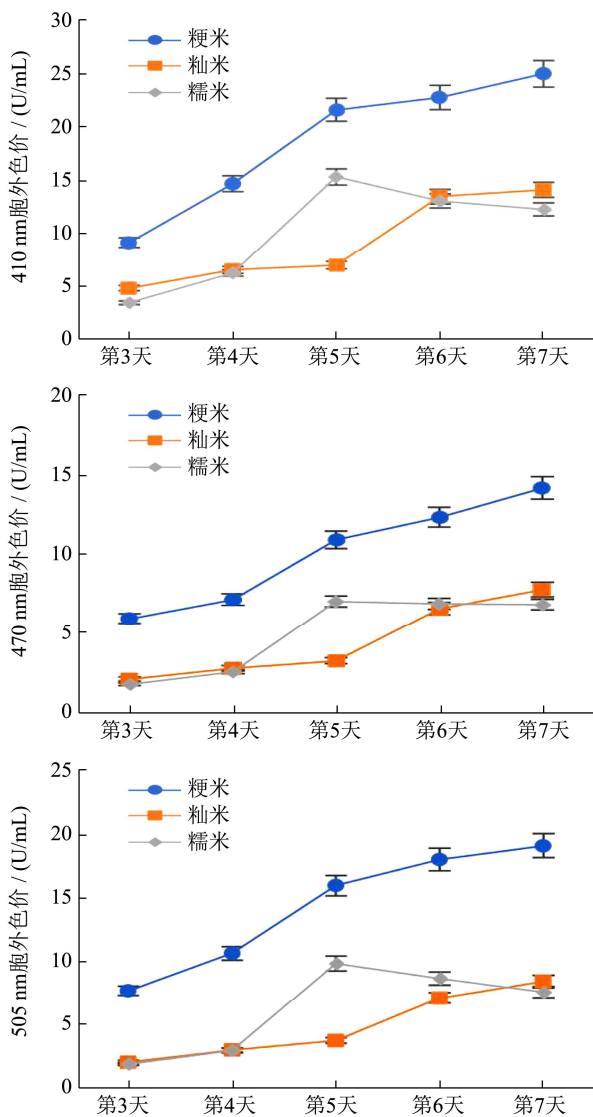 410 nm胞外色价 / (U/mL)
30
25
20
15
10
5
0
粳米
籼米
糯米
第3天 第4天 第5天 第6天 第7天
470 nm胞外色价 / (U/mL)
20
15
10
5
0
粳米
籼米
糯米
第3天 第4天 第5天 第6天 第7天
505 nm胞外色价 / (U/mL)
25
20
15
10
5
0
粳米
籼米
糯米
第3天 第4天 第5天 第6天 第7天